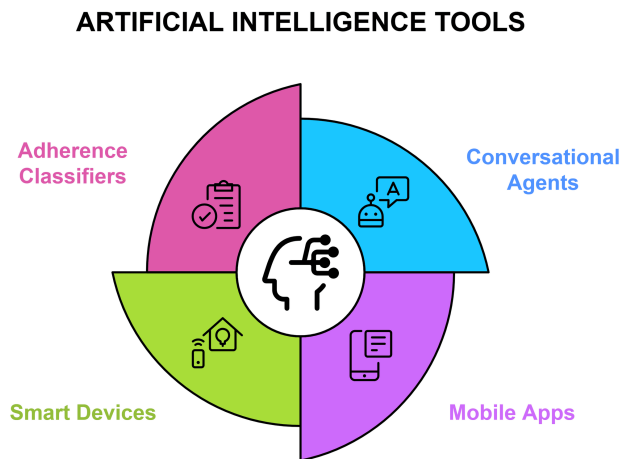 ARTIFICIAL INTELLIGENCE TOOLS
Adherence
Classifiers
Conversational
Agents
A
Smart Devices
Mobile Apps